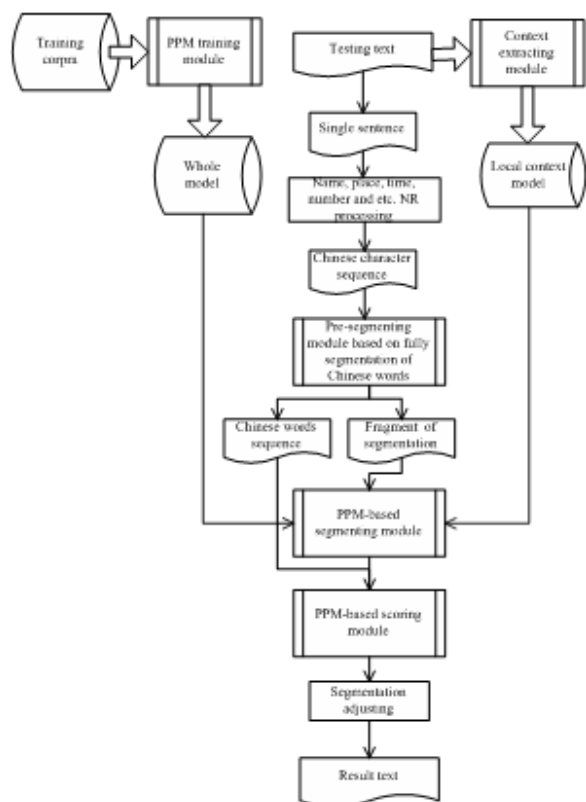 Training
corpra
PPM training
module
Testing text
Context
extracting
module
Single sentence
Whole
model
Local context
model
Name, place, time,
number and etc. NR
processing
Chinese character
sequence
Pre-segmenting
module based on fully
segmentation of
Chinese words
Chinese words
sequence
Fragment of
segmentation
PPM-based
segmenting module
PPM-based scoring
module
Segmentation
adjusting
Result text